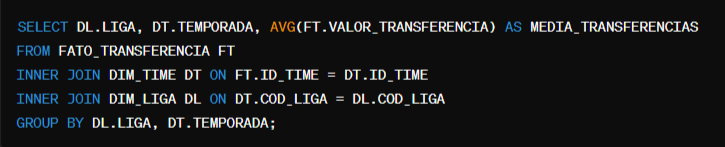 SELECT DL.LIGA, DT.TEMPORADA, AVG(FT.VALOR_TRANSFERENCIA) AS MEDIA_TRANSFERENCIAS
FROM FATO_TRANSFERENCIA FT
INNER JOIN DIM_TIME DT ON FT.ID_TIME = DT.ID_TIME
INNER JOIN DIM_LIGA DL ON DT.COD_LIGA = DL.COD_LIGA
GROUP BY DL.LIGA, DT.TEMPORADA;